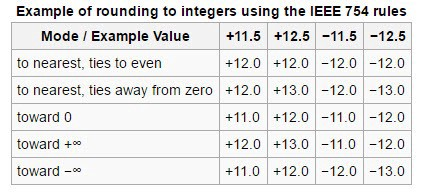 Example of rounding to integers using the IEEE 754 rules
Mode / Example Value +11.5 +12.5 −11.5 −12.5
to nearest, ties to even +12.0 +12.0 −12.0 −12.0
to nearest, ties away from zero +12.0 +13.0 −12.0 −13.0
toward 0 +11.0 +12.0 −11.0 −12.0
toward +∞ +12.0 +13.0 −11.0 −12.0
toward −∞ +11.0 +12.0 −12.0 −13.0